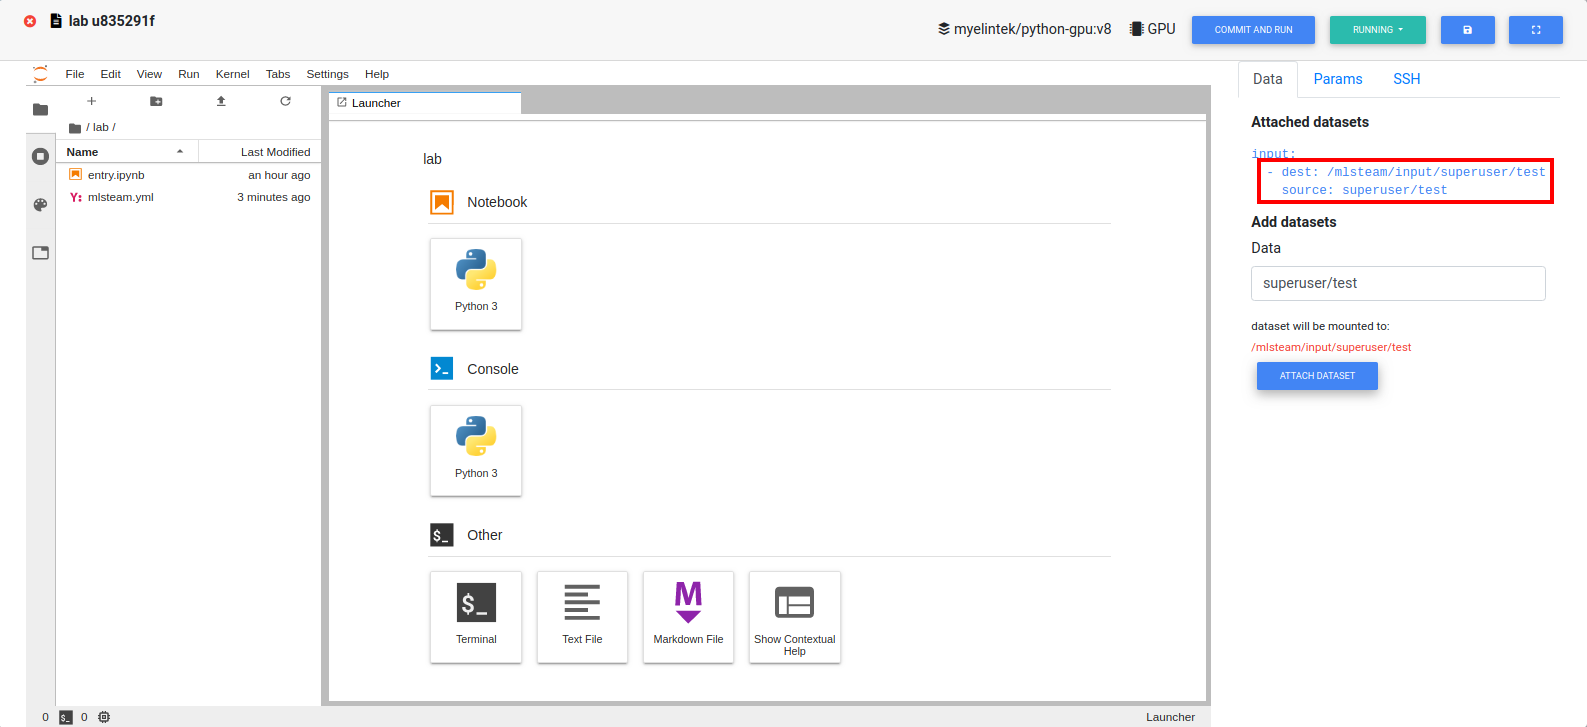 lab u835291f
myelintek/python-gpu:v8 GPU COMMIT AND RUN RUNNING
File Edit View Run Kernel Tabs Settings Help
/ lab /
Name Last Modified
entry.ipynb an hour ago
Y: mlsteam.yml 3 minutes ago
Launcher
lab
Notebook
Python 3
Console
Python 3
$_ Other
$_
Terminal
Text File
M
Markdown File
Show Contextual
Help
Data Params SSH
Attached datasets
input:
- dest: /mlsteam/input/superuser/test
source: superuser/test
Add datasets
Data
superuser/test
dataset will be mounted to:
/mlsteam/input/superuser/test
ATTACH DATASET
0 $_ 0 Launcher